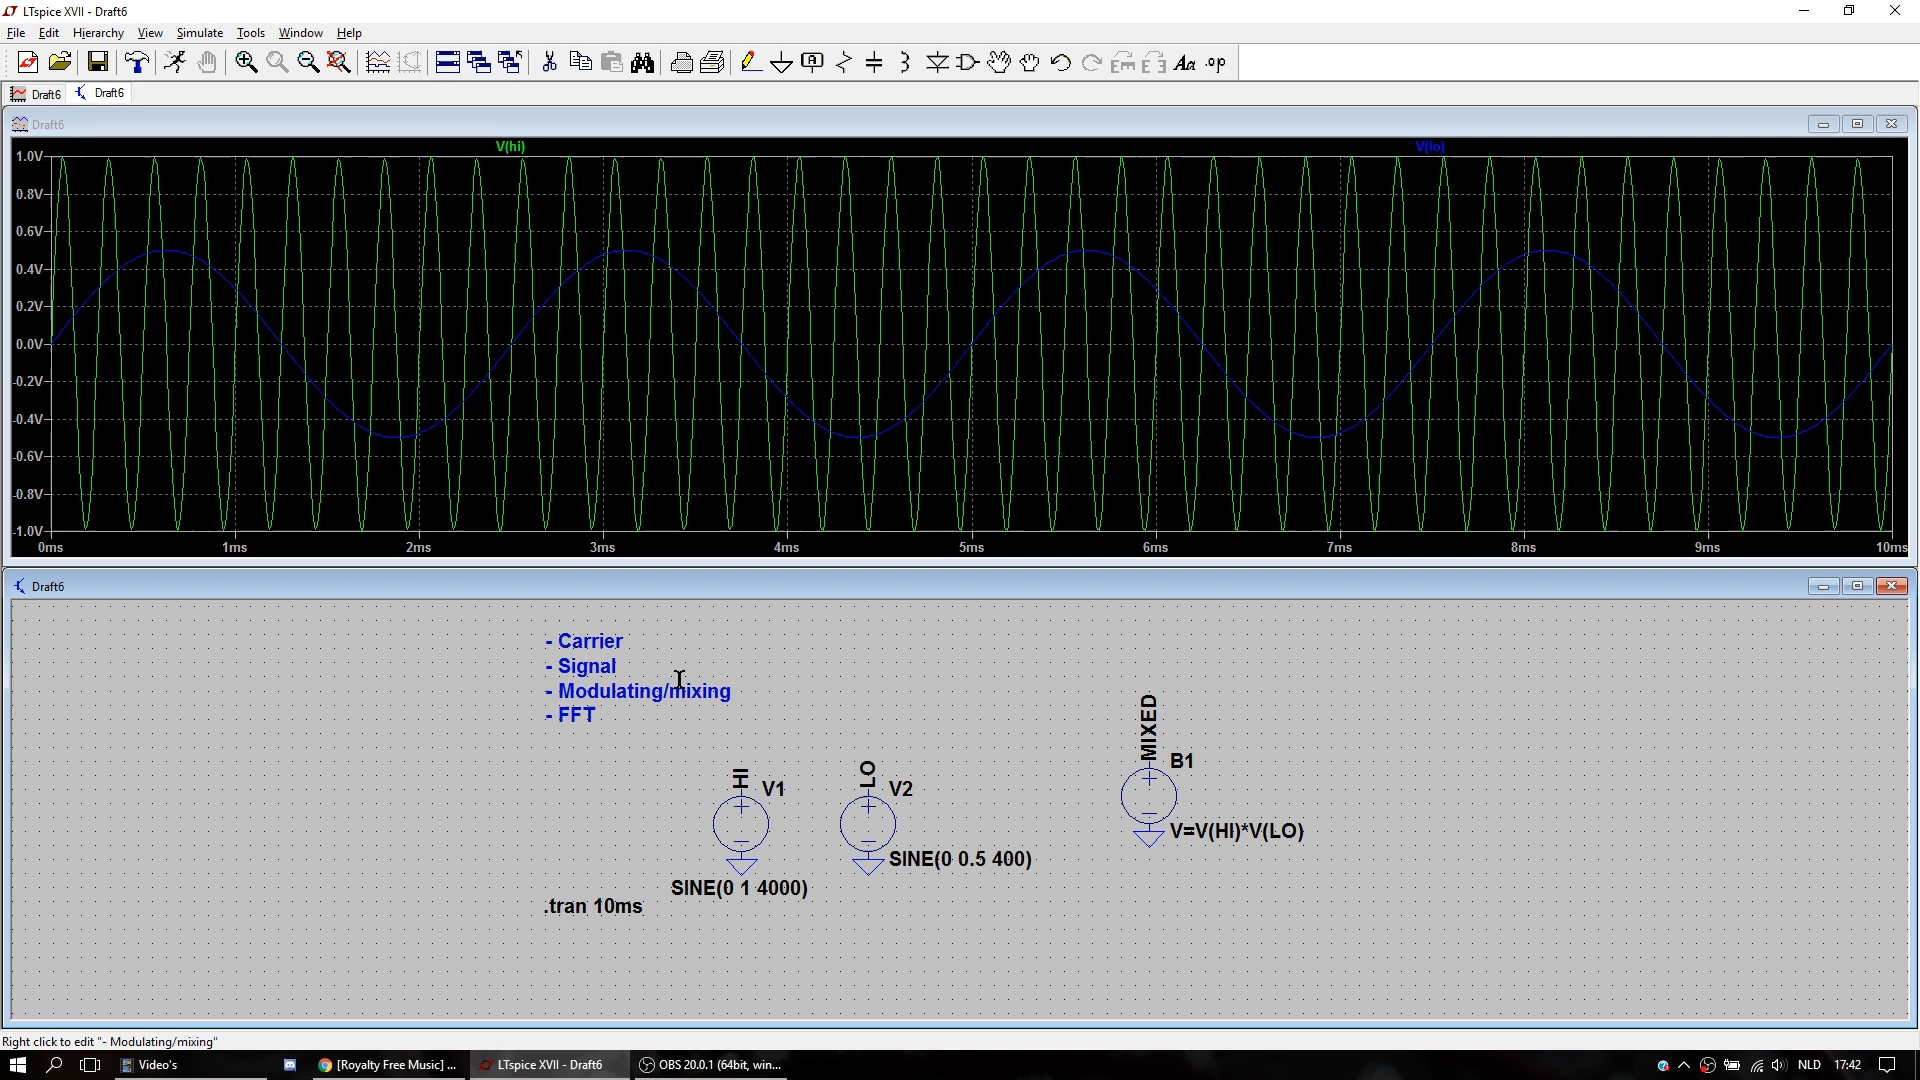 LTspice XVII - Draft6
File Edit Hierarchy View Simulate Tools Window Help
Draft6 Draft6
Draft6
V(hi) V(lo)
1.0V
0.8V
0.6V
0.4V
0.2V
0.0V
-0.2V
-0.4V
-0.6V
-0.8V
-1.0V
0ms 1ms 2ms 3ms 4ms 5ms 6ms 7ms 8ms 9ms 10ms
Draft6
- Carrier
- Signal
- Modulating/mixing
- FFT
MIXED
B1
V=V(HI)*V(LO)
HI
V1
SINE(0 1 4000)
LO
V2
SINE(0 0.5 400)
.tran 10ms
Right click to edit "- Modulating/mixing"
Video's [Royalty Free Music] ... LTspice XVII - Draft6 OBS 20.0.1 (64bit, win... NLD 17:42